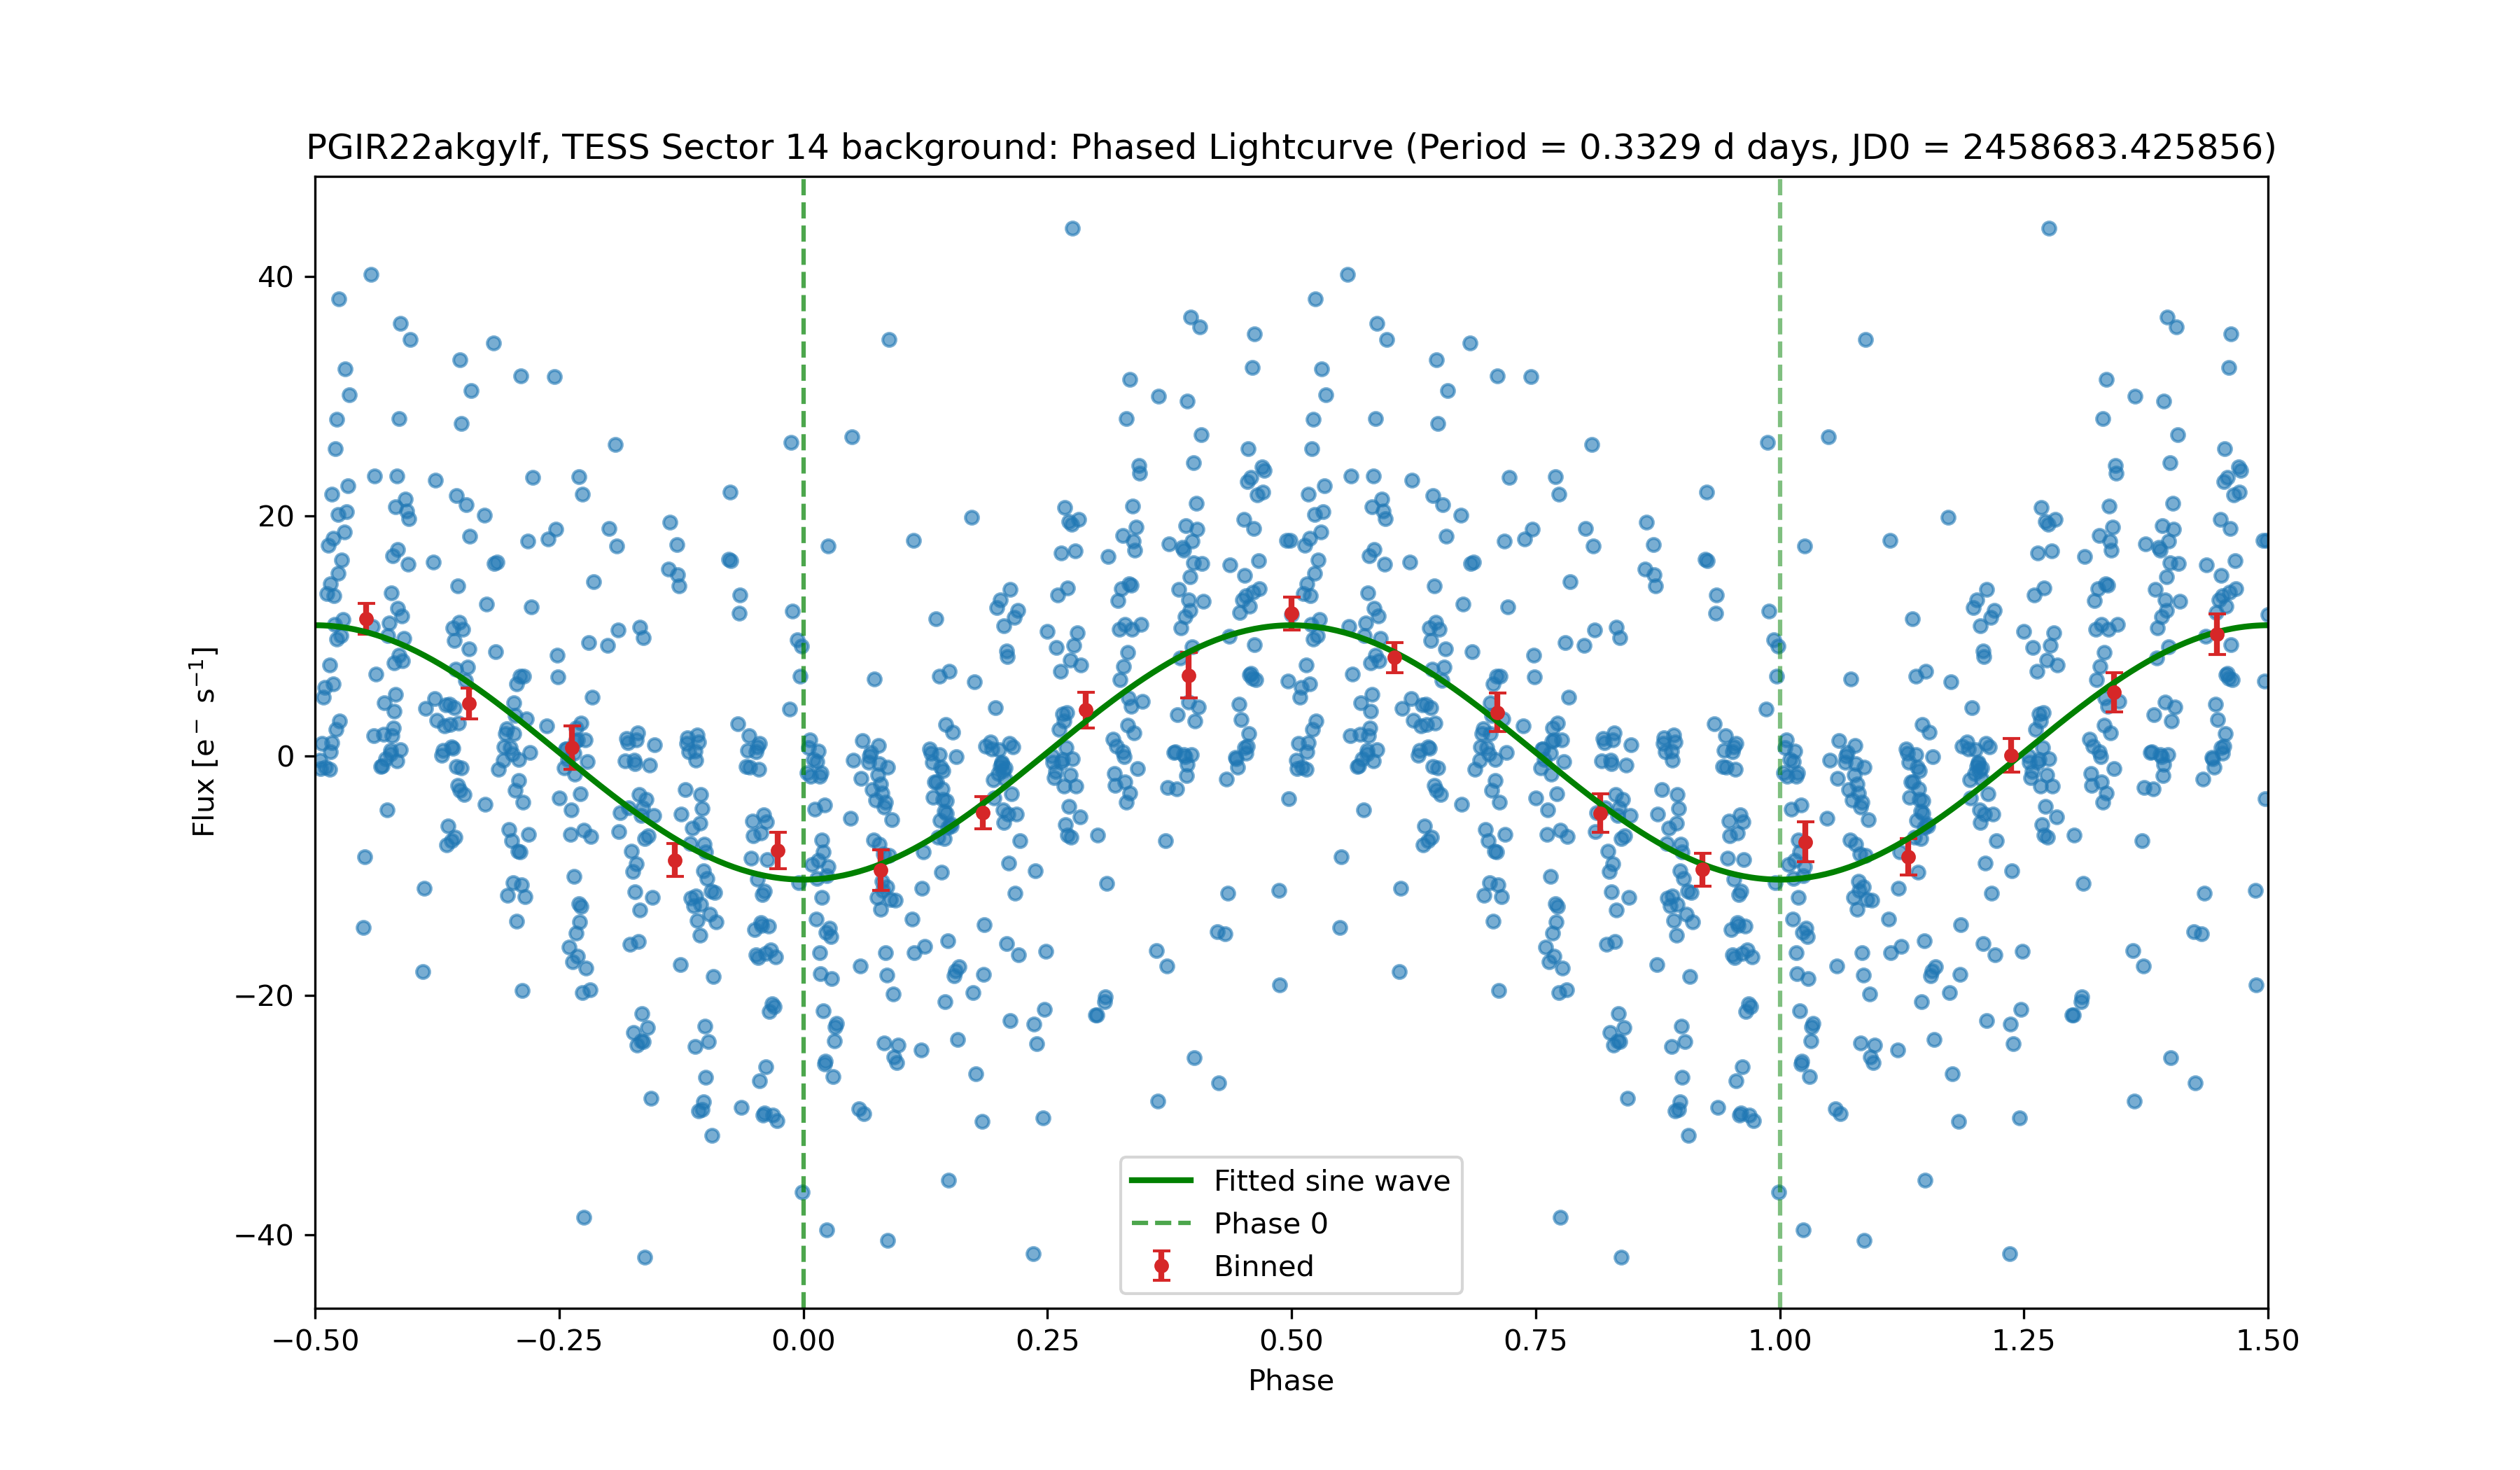 PGIR22akgylf, TESS Sector 14 background: Phased Lightcurve (Period = 0.3329 d days, JD0 = 2458683.425856)
40
20
0
−20
−40
Flux [e⁻ s⁻¹]
Fitted sine wave
Phase 0
Binned
−0.50 −0.25 0.00 0.25 0.50 0.75 1.00 1.25 1.50
Phase